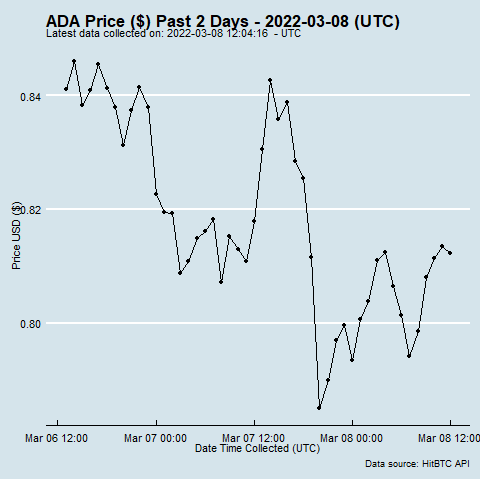 ADA Price ($) Past 2 Days - 2022-03-08 (UTC)
Latest data collected on: 2022-03-08 12:04:16 - UTC
0.84
0.82
0.80
Price USD ($)
Mar 06 12:00 Mar 07 00:00 Mar 07 12:00 Mar 08 00:00 Mar 08 12:00
Date Time Collected (UTC)
Data source: HitBTC API